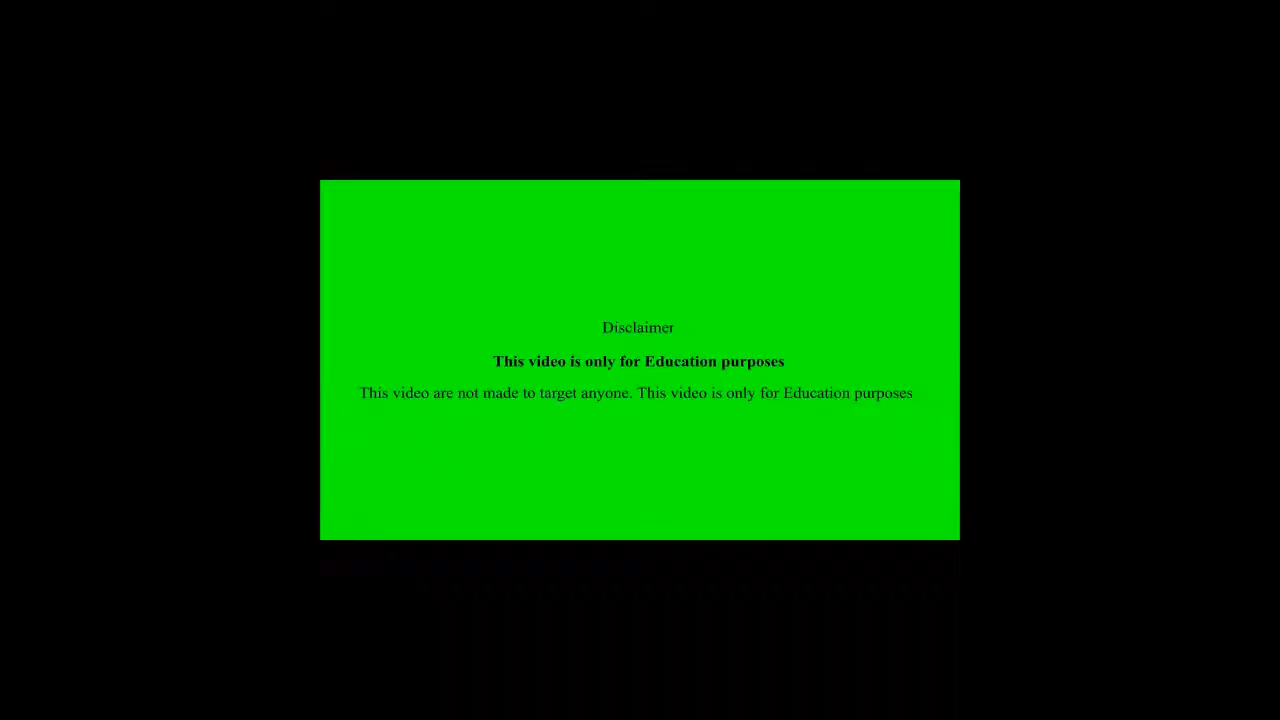 Disclaimer
This video is only for Education purposes
This video are not made to target anyone. This video is only for Education purposes